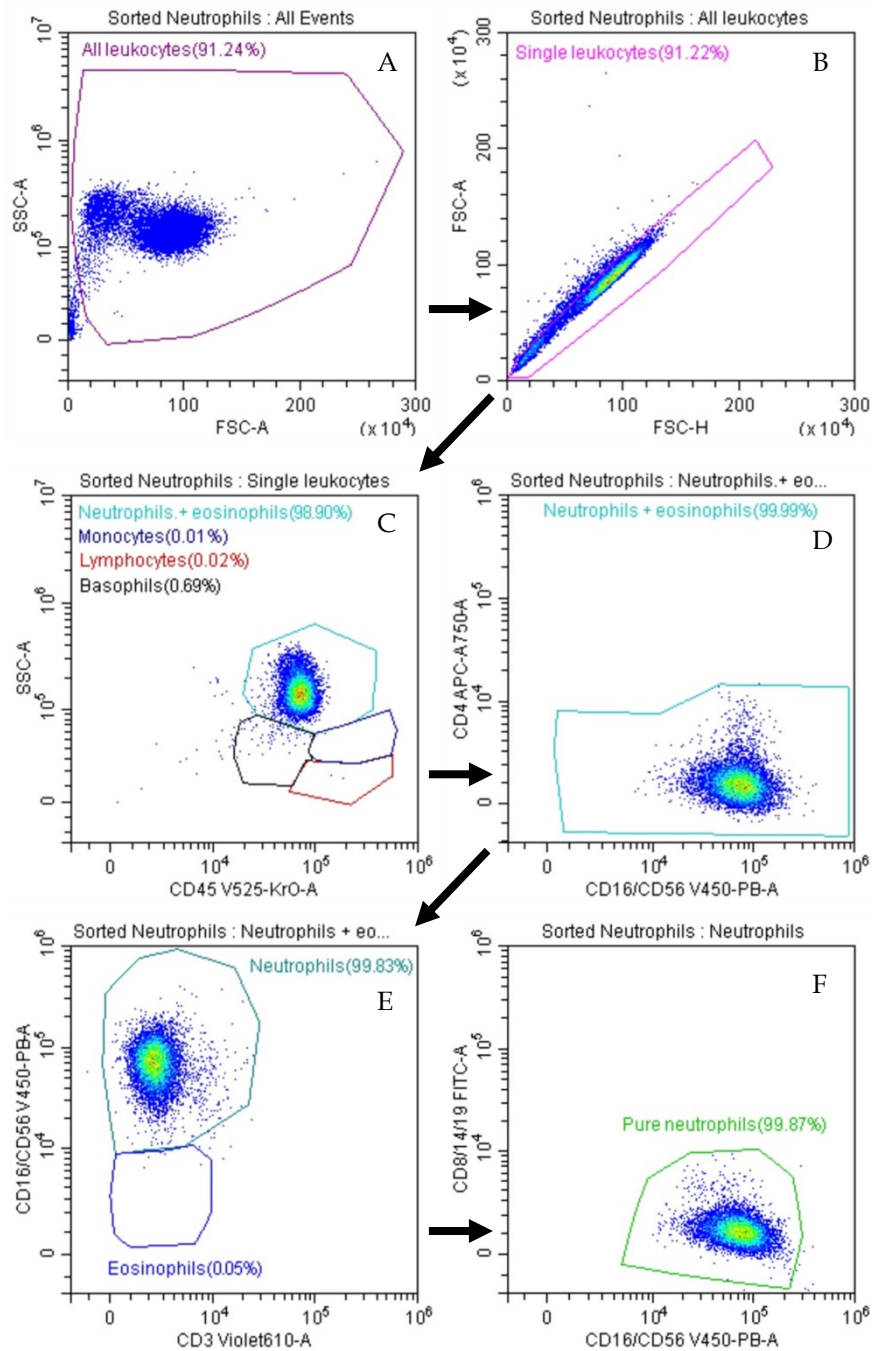 Sorted Neutrophils : All Events
All leukocytes(91.24%)
A
10^7
10^6
10^5
0
SSC-A
0 100 200 300
FSC-A (x 10^4)
Sorted Neutrophils : All leukocytes
Single leukocytes(91.22%)
B
(x 10^4)
300
200
100
0
FSC-A
0 100 200 300
FSC-H (x 10^4)
Sorted Neutrophils : Single leukocytes
Neutrophils.+ eosinophils(98.90%)
Monocytes(0.01%)
Lymphocytes(0.02%)
Basophils(0.69%)
C
10^7
10^6
10^5
0
SSC-A
0 10^4 10^5 10^6
CD45 V525-KrO-A
Sorted Neutrophils : Neutrophils.+ eo...
Neutrophils + eosinophils(99.99%)
D
10^6
10^5
10^4
0
CD4 APC-A750-A
0 10^4 10^5 10^6
CD16/CD56 V450-PB-A
Sorted Neutrophils : Neutrophils + eo...
Neutrophils(99.83%)
E
10^6
10^5
10^4
0
CD16/CD56 V450-PB-A
Eosinophils(0.05%)
0 10^4 10^5 10^6
CD3 Violet610-A
Sorted Neutrophils : Neutrophils
F
10^6
10^5
10^4
0
CD8/14/19 FITC-A
Pure neutrophils(99.87%)
0 10^4 10^5 10^6
CD16/CD56 V450-PB-A